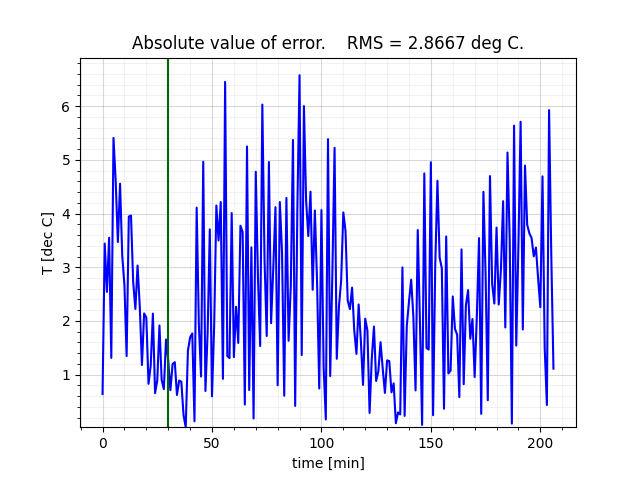 Absolute value of error.    RMS = 2.8667 deg C.
T [dec C]
6
5
4
3
2
1
0 50 100 150 200
time [min]